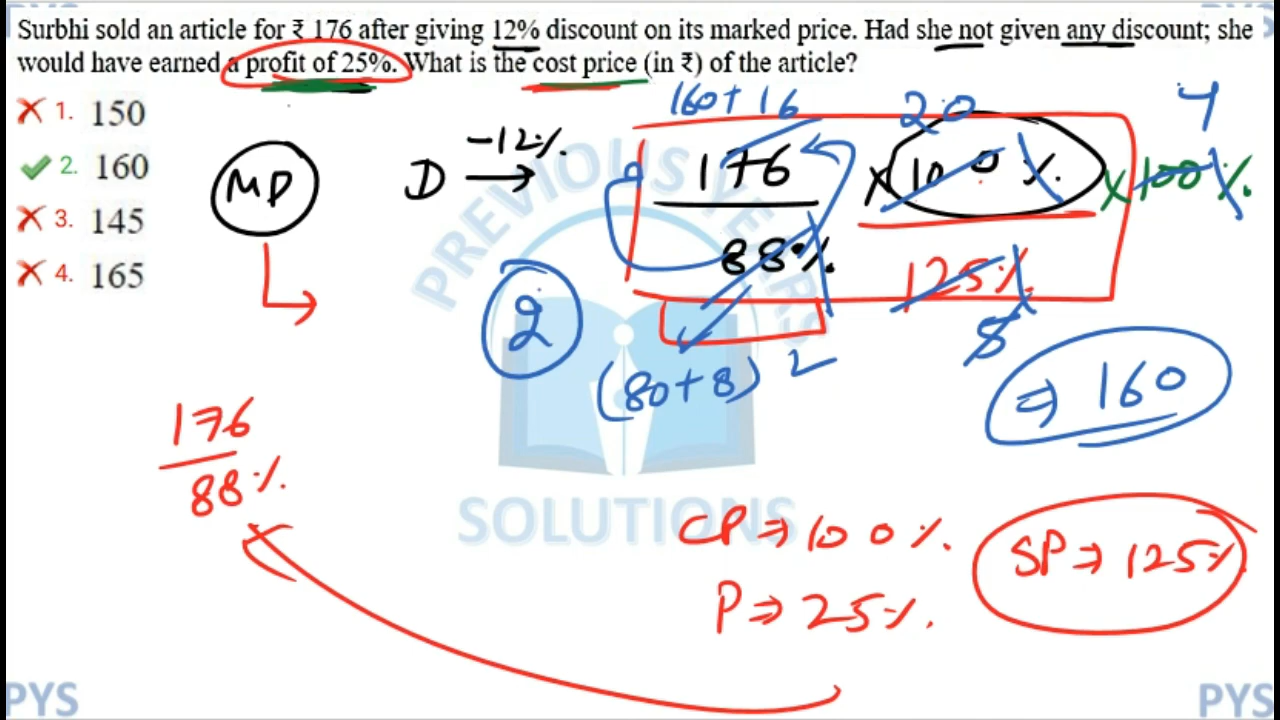 Surbhi sold an article for ₹ 176 after giving 12% discount on its marked price. Had she not given any discount; she
would have earned a profit of 25%. What is the cost price (in ₹) of the article?
1. 150
2. 160
3. 145
4. 165
MP
D -12% →
160+16
176
88%
(80+8) 2
20
×100%
125%
5
4
×100%
⇒ 160
2
176
88%
CP ⇒ 100%
P ⇒ 25%
SP ⇒ 125%
PREVIOUS YEARS
SOLUTIONS
PYS
PYS